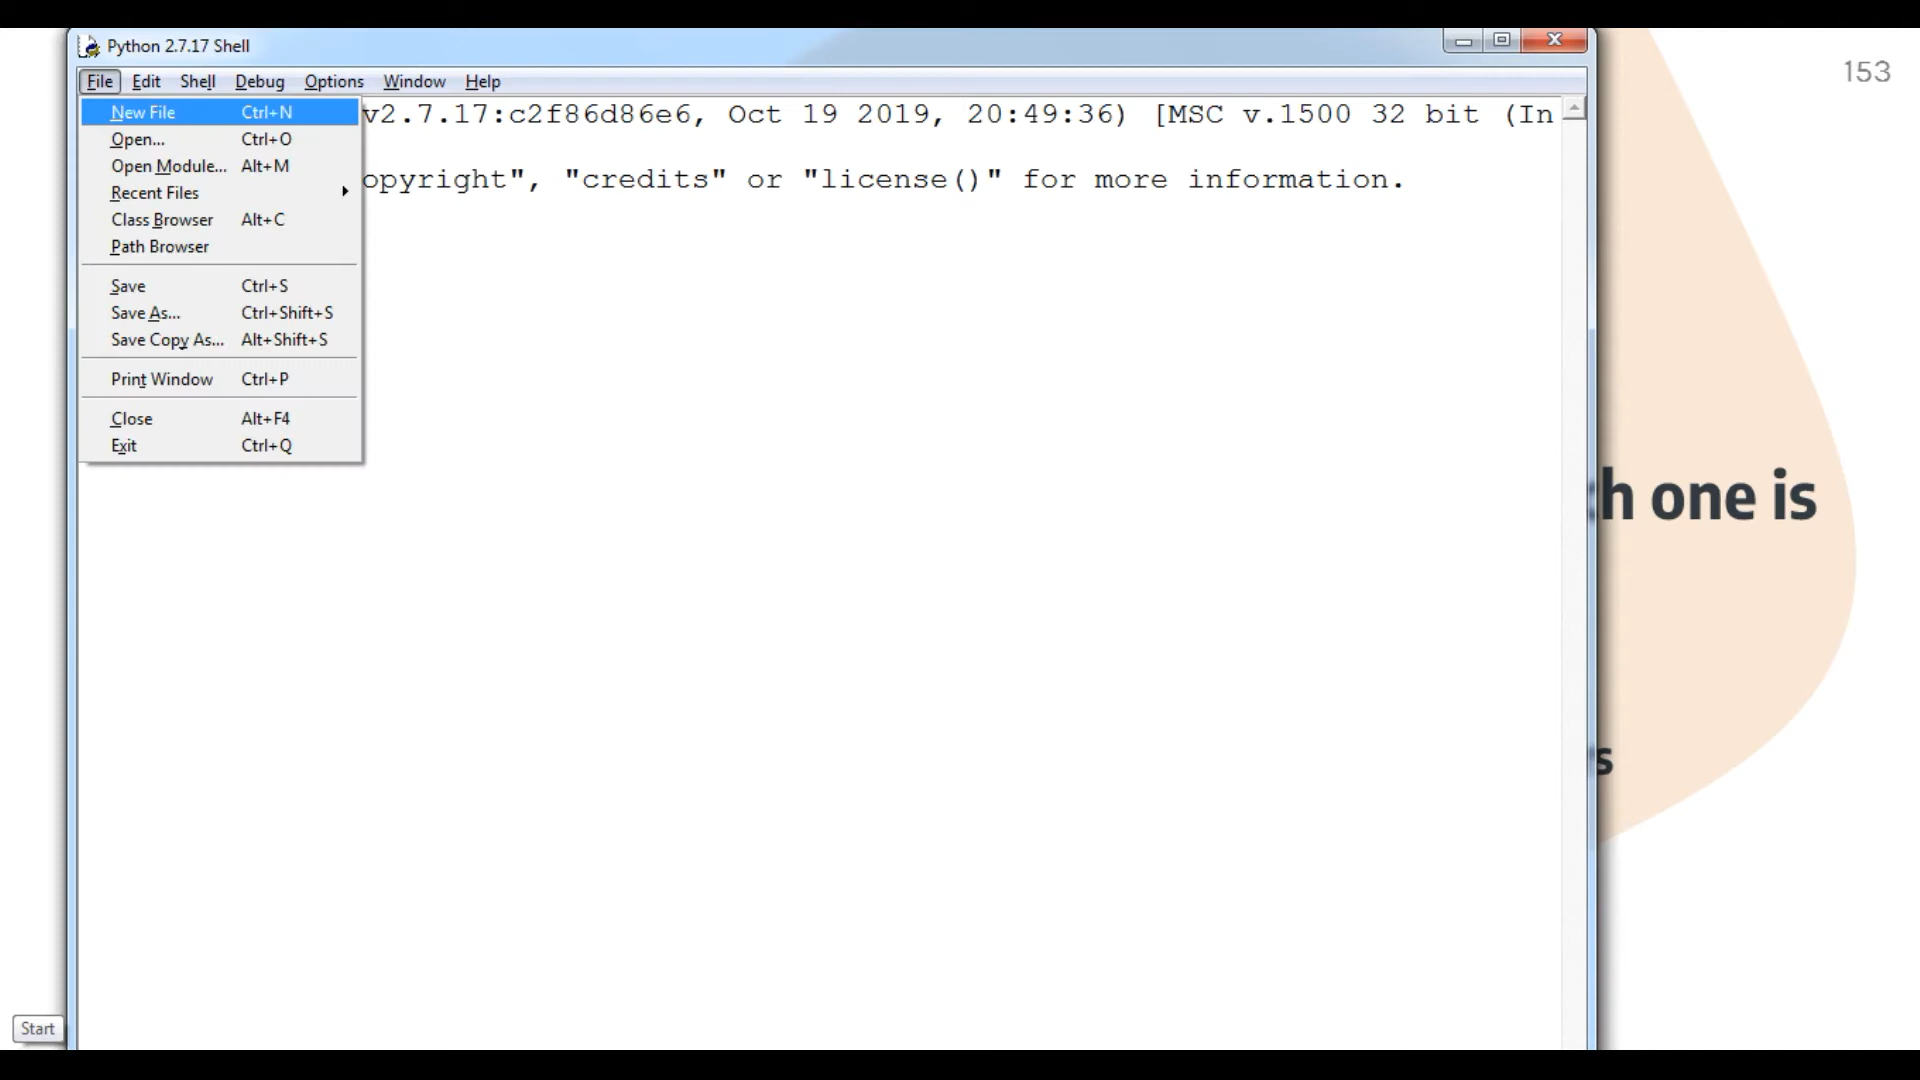 Python 2.7.17 Shell
153
File Edit Shell Debug Options Window Help
New File Ctrl+N
v2.7.17:c2f86d86e6, Oct 19 2019, 20:49:36) [MSC v.1500 32 bit (In
Open... Ctrl+O
Open Module... Alt+M
opyright", "credits" or "license()" for more information.
Recent Files
Class Browser Alt+C
Path Browser
Save Ctrl+S
Save As... Ctrl+Shift+S
Save Copy As... Alt+Shift+S
Print Window Ctrl+P
Close Alt+F4
Exit Ctrl+Q
h one is
s
Start